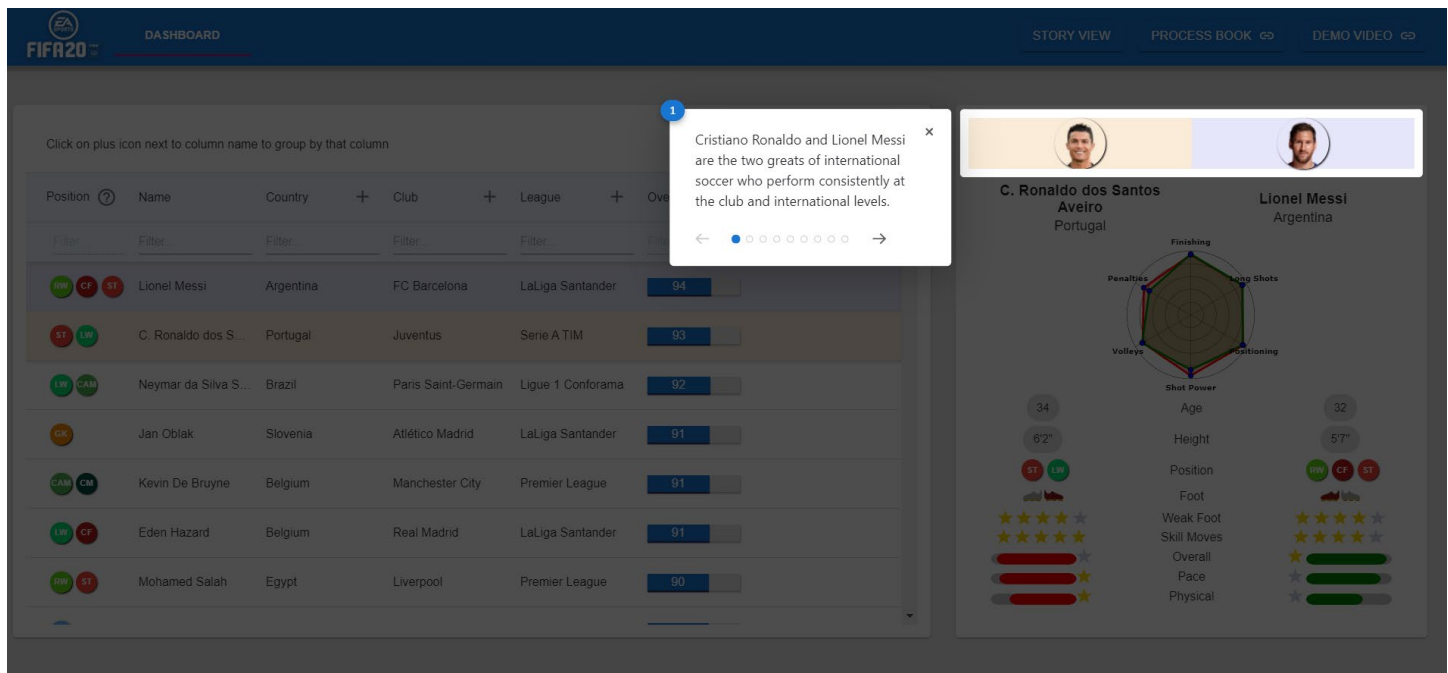 EA
SPORTS
FIFA20
DASHBOARD
STORY VIEW
PROCESS BOOK
DEMO VIDEO
1
Cristiano Ronaldo and Lionel Messi
are the two greats of international
soccer who perform consistently at
the club and international levels.
×
Click on plus icon next to column name to group by that column
Position ? Name Country + Club + League +
Filter... Filter... Filter... Filter... Filter...
RW CF ST Lionel Messi Argentina FC Barcelona LaLiga Santander 94
ST LW C. Ronaldo dos S... Portugal Juventus Serie A TIM 93
LW CAM Neymar da Silva S... Brazil Paris Saint-Germain Ligue 1 Conforama 92
GK Jan Oblak Slovenia Atlético Madrid LaLiga Santander 91
CAM CM Kevin De Bruyne Belgium Manchester City Premier League 91
LW CF Eden Hazard Belgium Real Madrid LaLiga Santander 91
RW ST Mohamed Salah Egypt Liverpool Premier League 90
C. Ronaldo dos Santos
Aveiro
Portugal
Lionel Messi
Argentina
Finishing
Penalties Long Shots
Volleys Positioning
Shot Power
34 Age 32
6'2" Height 5'7"
ST LW Position RW CF ST
Foot
Weak Foot
Skill Moves
Overall
Pace
Physical